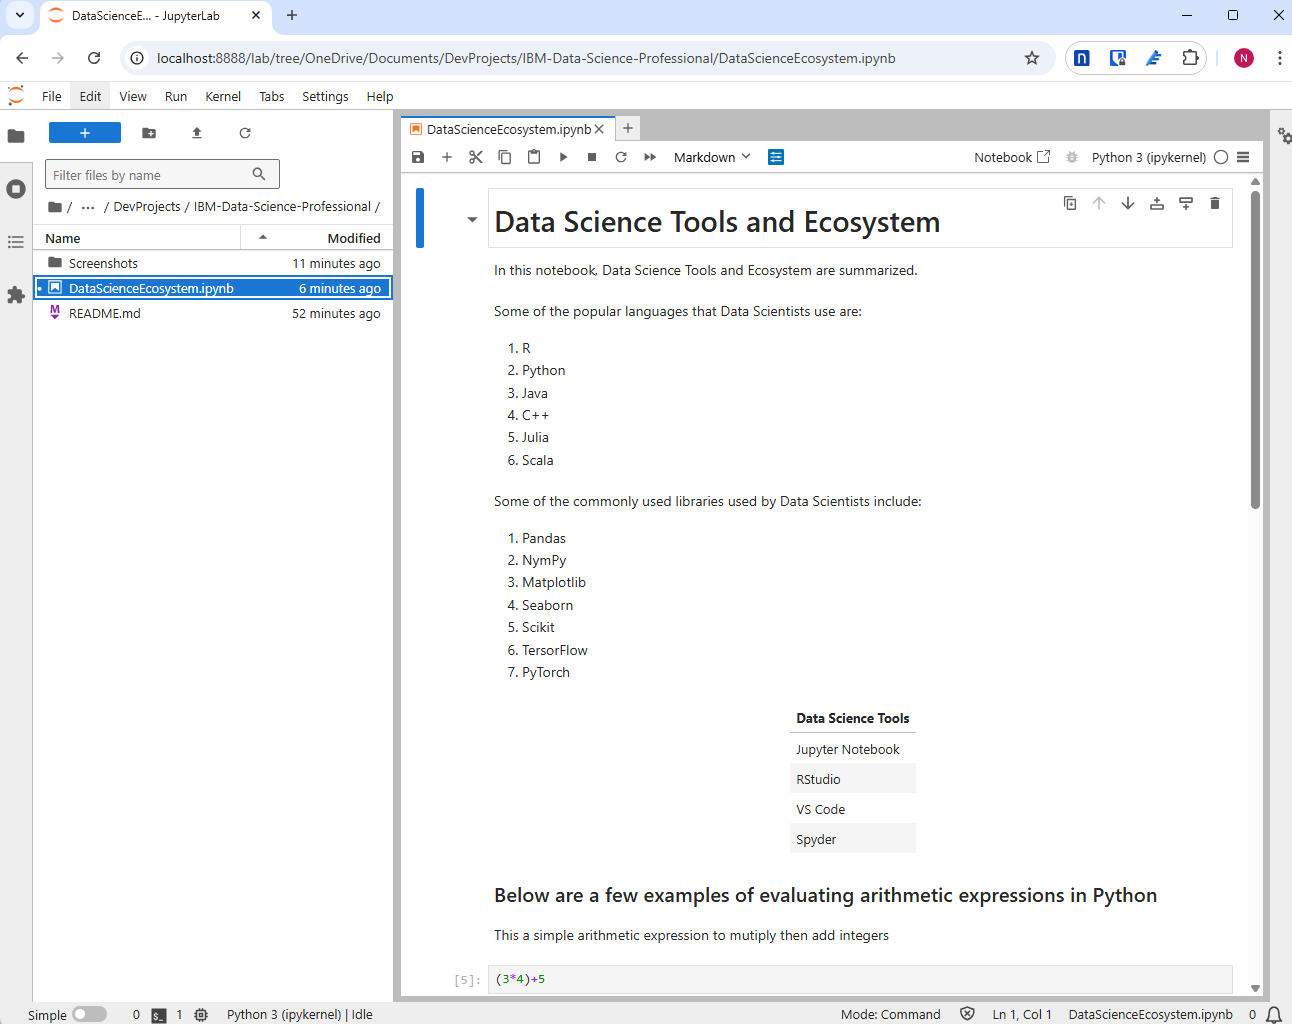 DataScienceE... - JupyterLab
localhost:8888/lab/tree/OneDrive/Documents/DevProjects/IBM-Data-Science-Professional/DataScienceEcosystem.ipynb
N
File Edit View Run Kernel Tabs Settings Help
Filter files by name
/ ... / DevProjects / IBM-Data-Science-Professional /
Name Modified
Screenshots 11 minutes ago
DataScienceEcosystem.ipynb 6 minutes ago
README.md 52 minutes ago
DataScienceEcosystem.ipynb
Markdown Notebook Python 3 (ipykernel)
Data Science Tools and Ecosystem
In this notebook, Data Science Tools and Ecosystem are summarized.
Some of the popular languages that Data Scientists use are:
1. R
2. Python
3. Java
4. C++
5. Julia
6. Scala
Some of the commonly used libraries used by Data Scientists include:
1. Pandas
2. NymPy
3. Matplotlib
4. Seaborn
5. Scikit
6. TersorFlow
7. PyTorch
Data Science Tools
Jupyter Notebook
RStudio
VS Code
Spyder
Below are a few examples of evaluating arithmetic expressions in Python
This a simple arithmetic expression to mutiply then add integers
[5]: (3*4)+5
Simple 0 1 Python 3 (ipykernel) | Idle Mode: Command Ln 1, Col 1 DataScienceEcosystem.ipynb 0